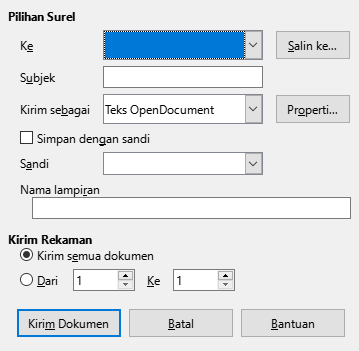 Pilihan Surel
Ke Salin ke...
Subjek
Kirim sebagai Teks OpenDocument Properti...
Simpan dengan sandi
Sandi
Nama lampiran
Kirim Rekaman
Kirim semua dokumen
Dari 1 Ke 1
Kirim Dokumen Batal Bantuan